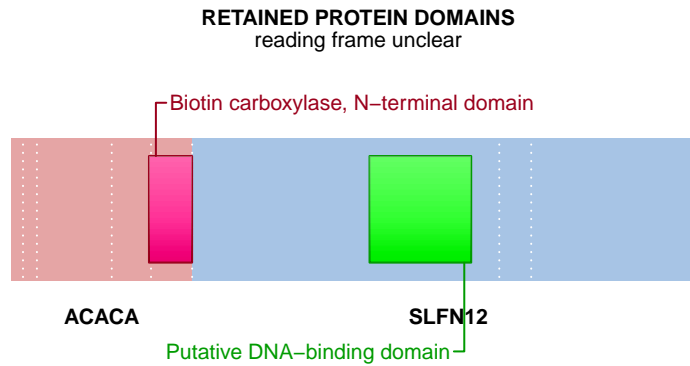 RETAINED PROTEIN DOMAINS
reading frame unclear
Biotin carboxylase, N−terminal domain
ACACA
SLFN12
Putative DNA−binding domain